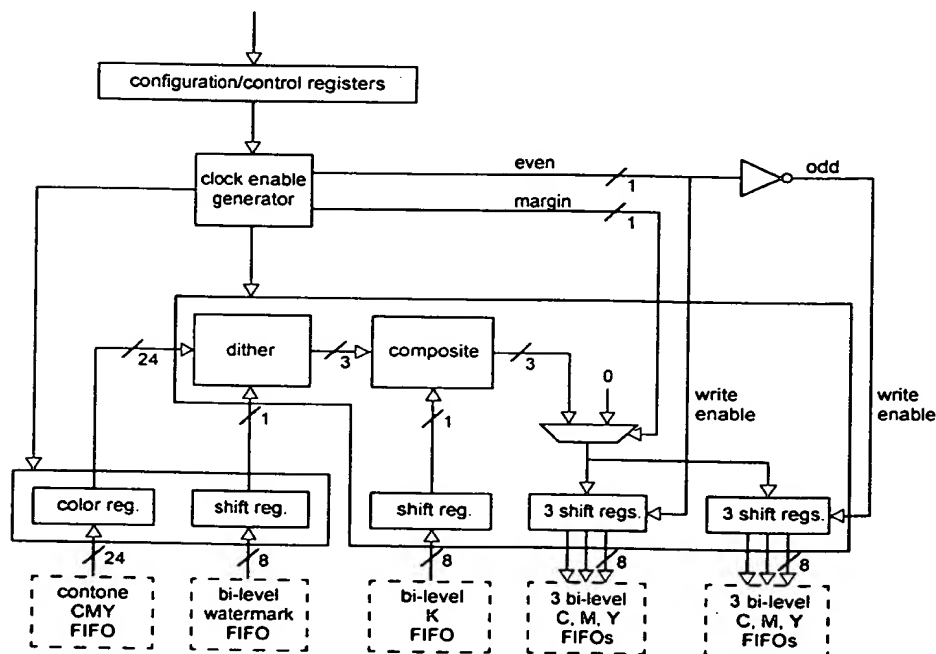 configuration/control registers
clock enable
generator
even
1
odd
margin
1
dither
composite
24
3
3
0
1
1
write
enable
write
enable
color reg.
shift reg.
shift reg.
3 shift regs.
3 shift regs.
24
8
8
8
8
contone
CMY
FIFO
bi-level
watermark
FIFO
bi-level
K
FIFO
3 bi-level
C, M, Y
FIFOs
3 bi-level
C, M, Y
FIFOs